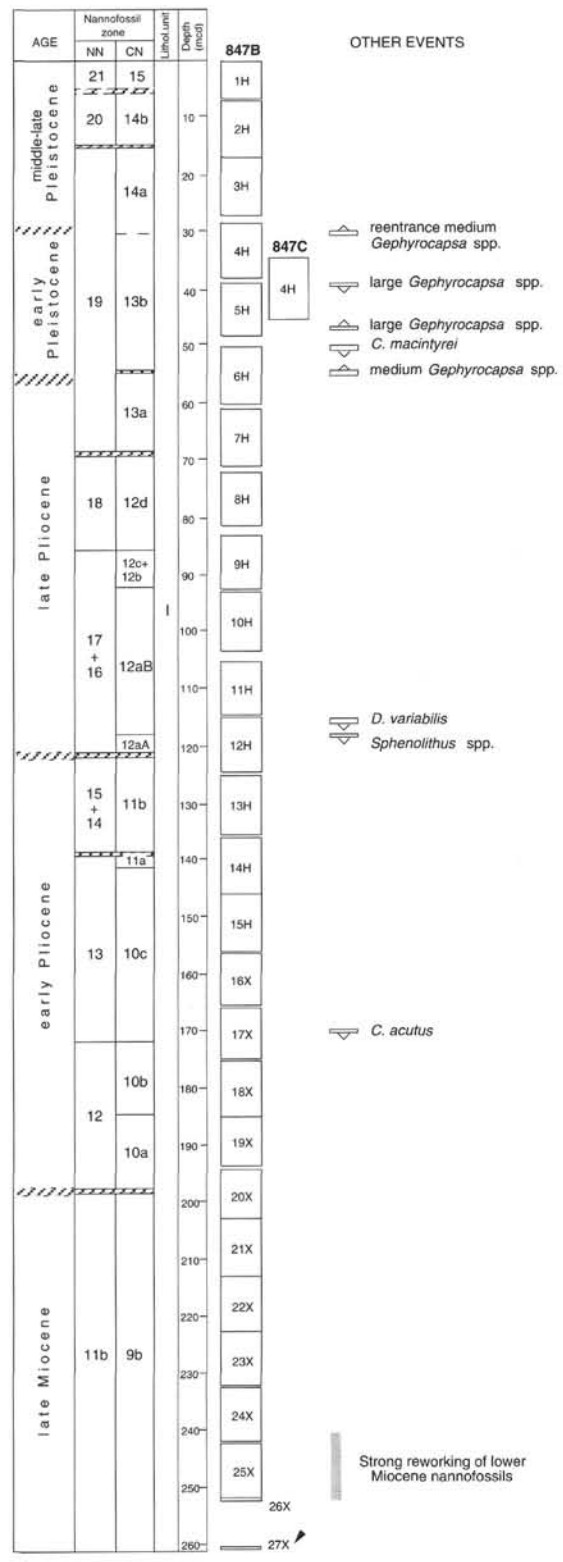 AGE
Nannofossil
zone
NN
CN
Lithol.unit
Depth
(mcd)
847B
OTHER EVENTS
middle-late
Pleistocene
early
Pleistocene
late Pliocene
early Pliocene
late Miocene
21
20
19
18
17
+
16
15
+
14
13
12
11b
15
14b
14a
13b
13a
12d
12c+
12b
12aB
12aA
11b
11a
10c
10b
10a
9b
I
10
20
30
40
50
60
70
80
90
100
110
120
130
140
150
160
170
180
190
200
210
220
230
240
250
260
1H
2H
3H
4H
5H
6H
7H
8H
9H
10H
11H
12H
13H
14H
15H
16X
17X
18X
19X
20X
21X
22X
23X
24X
25X
26X
27X
847C
4H
reentrance medium
Gephyrocapsa spp.
large Gephyrocapsa spp.
large Gephyrocapsa spp.
C. macintyrei
medium Gephyrocapsa spp.
D. variabilis
Sphenolithus spp.
C. acutus
Strong reworking of lower
Miocene nannofossils